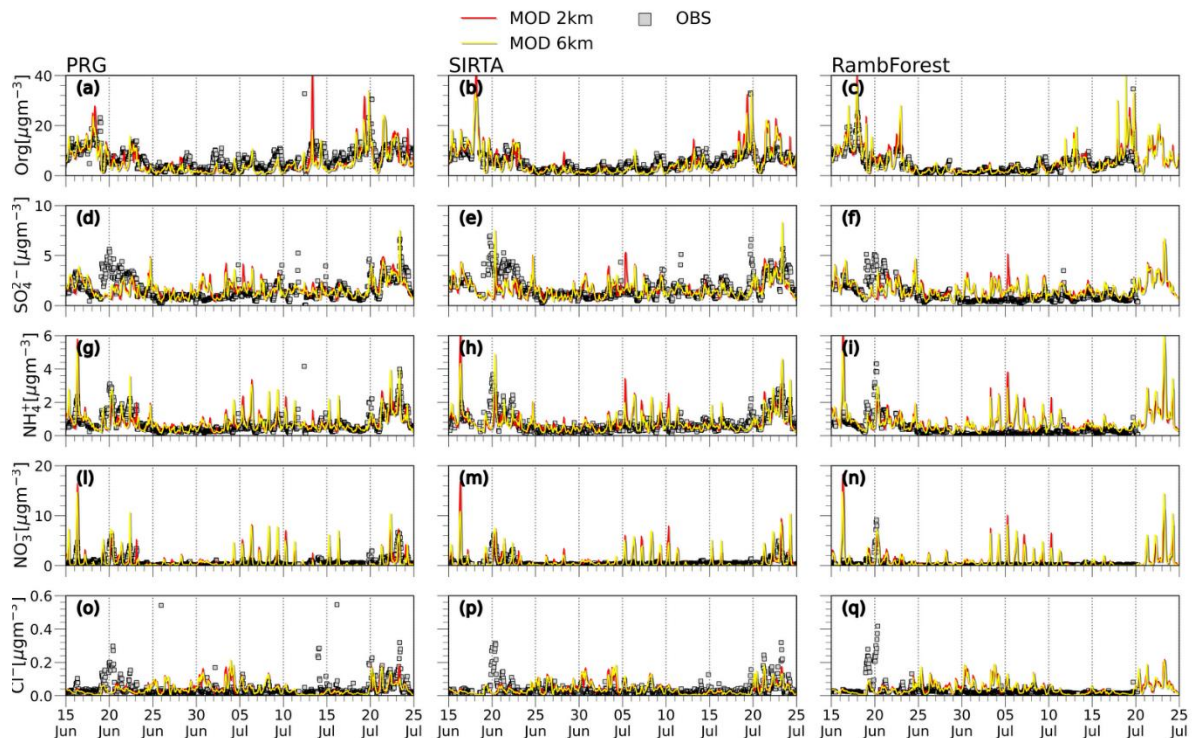 MOD 2km OBS
MOD 6km
PRG SIRTA RambForest
Org[μgm−3]
40
20
0
(a) (b) (c)
SO₄²−[μgm−3]
10
5
0
(d) (e) (f)
NH₄⁺[μgm−3]
6
4
2
0
(g) (h) (i)
NO₃⁻[μgm−3]
20
10
0
(l) (m) (n)
Cl⁻[μgm−3]
0.6
0.4
0.2
0.0
(o) (p) (q)
15 20 25 30 05 10 15 20 25 15 20 25 30 05 10 15 20 25 15 20 25 30 05 10 15 20 25
Jun Jun Jun Jun Jul Jul Jul Jul Jul Jun Jun Jun Jun Jul Jul Jul Jul Jul Jun Jun Jun Jun Jul Jul Jul Jul Jul